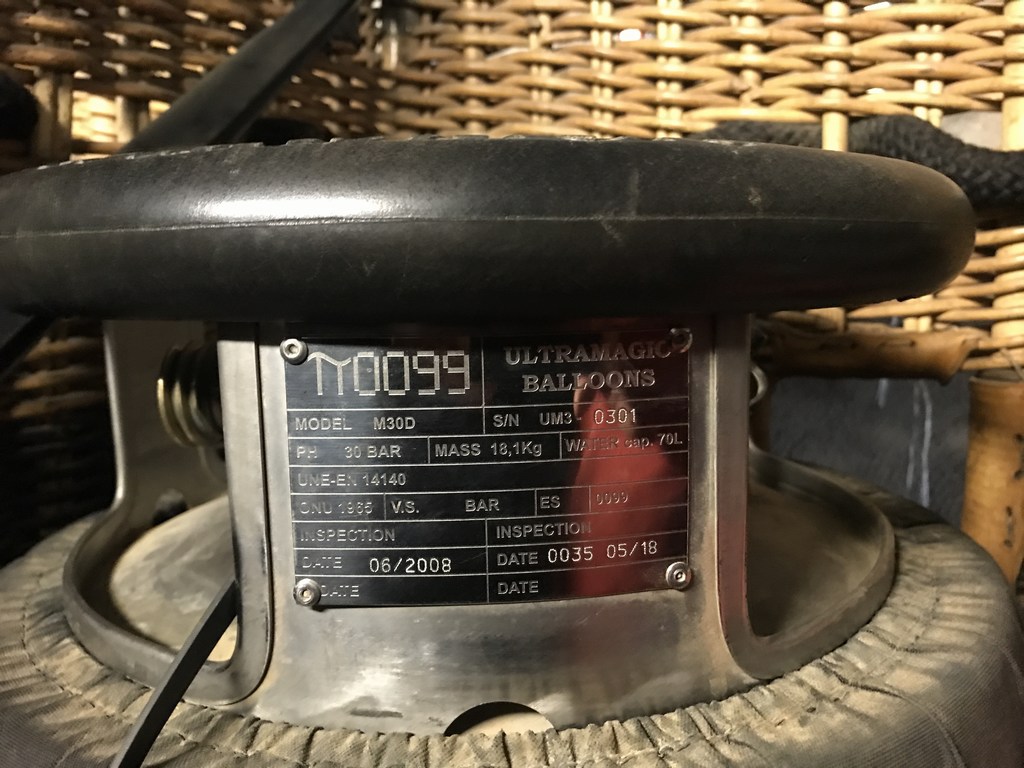 π0099 ULTRAMAGIC
BALLOONS
MODEL M30D S/N UM3- 0301
PH 30 BAR MASS 18,1Kg WATER cap. 70L
UNE-EN 14140
ONU 1965 V.S. BAR ES 0099
INSPECTION INSPECTION
DATE 06/2008 DATE 0035 05/18
DATE DATE